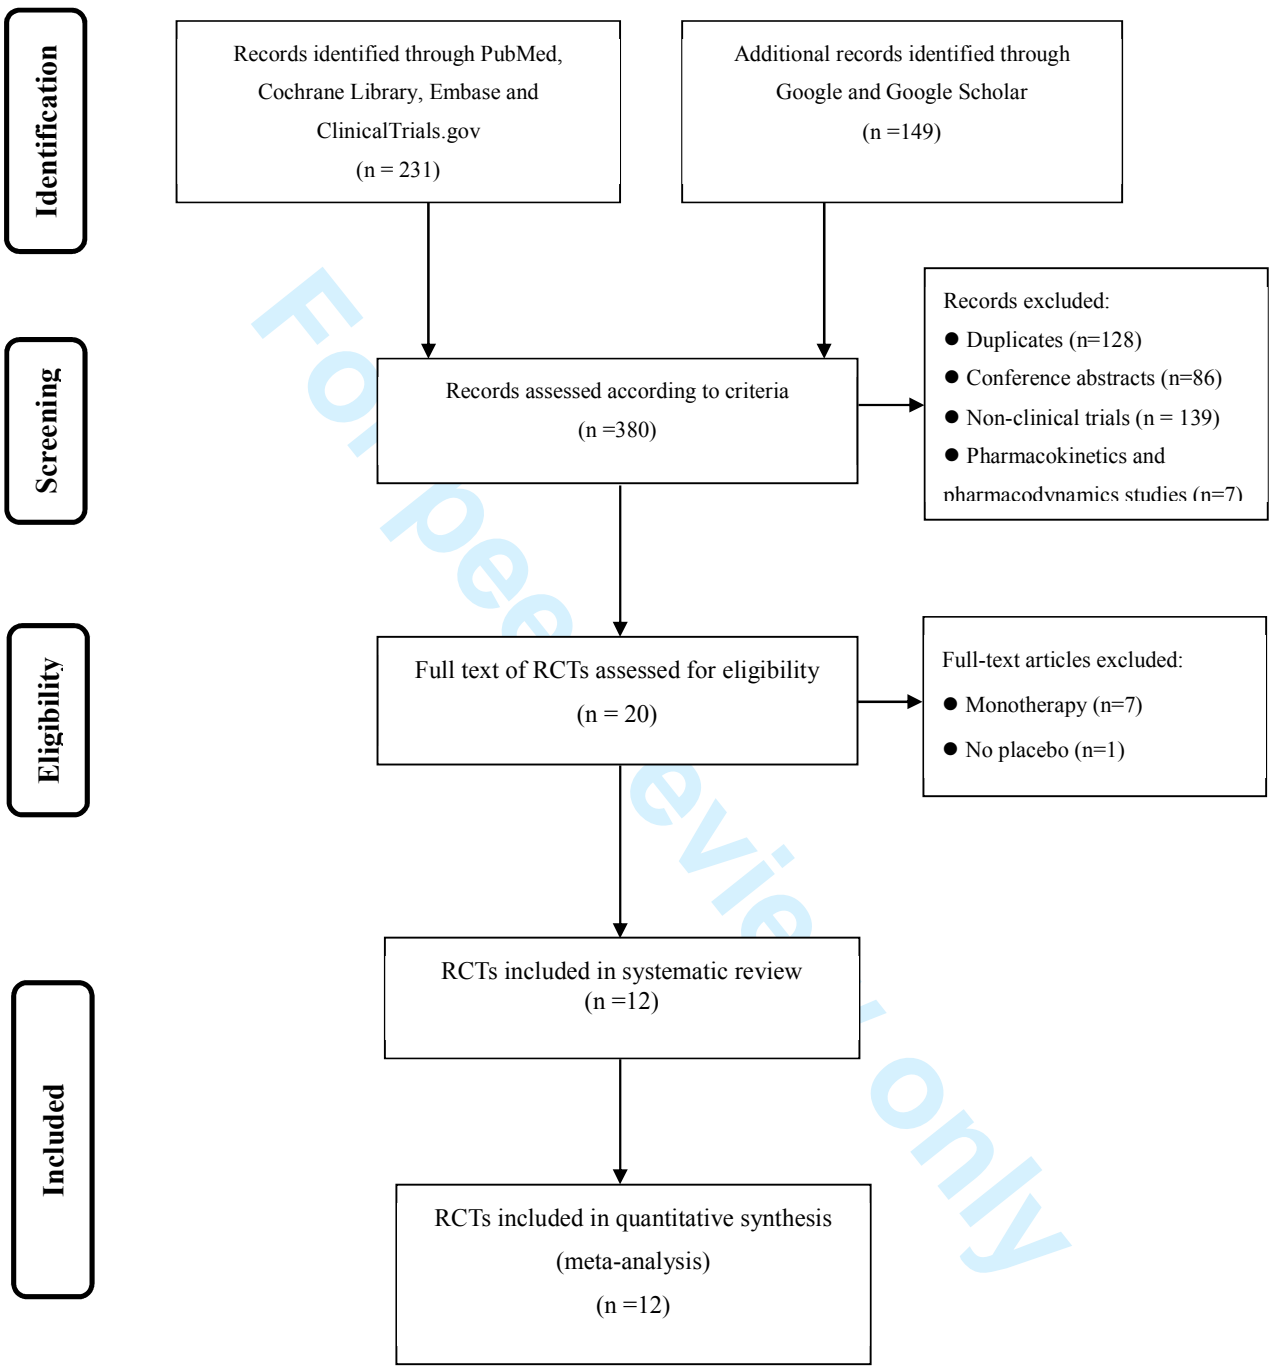 Identification
Records identified through PubMed,
Cochrane Library, Embase and
ClinicalTrials.gov
(n = 231)
Additional records identified through
Google and Google Scholar
(n =149)
Screening
Records assessed according to criteria
(n =380)
Records excluded:
● Duplicates (n=128)
● Conference abstracts (n=86)
● Non-clinical trials (n = 139)
● Pharmacokinetics and
pharmacodynamics studies (n=7)
Eligibility
Full text of RCTs assessed for eligibility
(n = 20)
Full-text articles excluded:
● Monotherapy (n=7)
● No placebo (n=1)
Included
RCTs included in systematic review
(n =12)
RCTs included in quantitative synthesis
(meta-analysis)
(n =12)
For peer review only